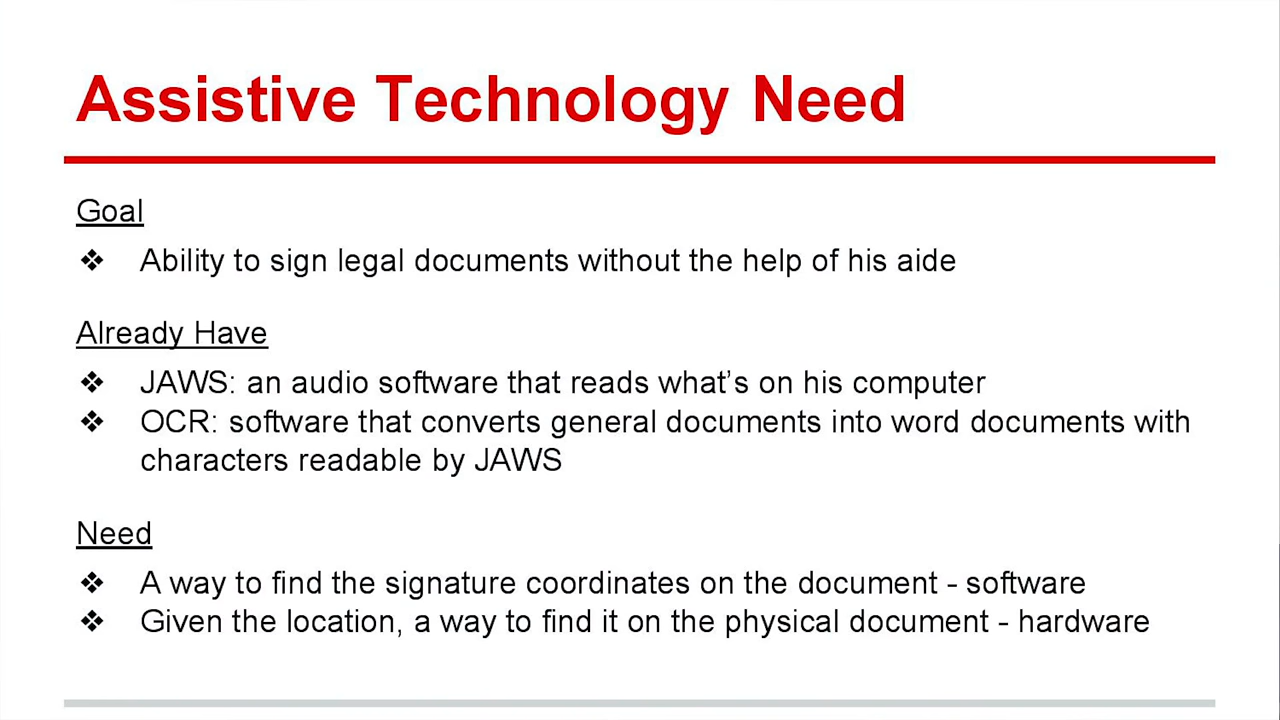 Assistive Technology Need
Goal
❖ Ability to sign legal documents without the help of his aide
Already Have
❖ JAWS: an audio software that reads what’s on his computer
❖ OCR: software that converts general documents into word documents with
characters readable by JAWS
Need
❖ A way to find the signature coordinates on the document - software
❖ Given the location, a way to find it on the physical document - hardware